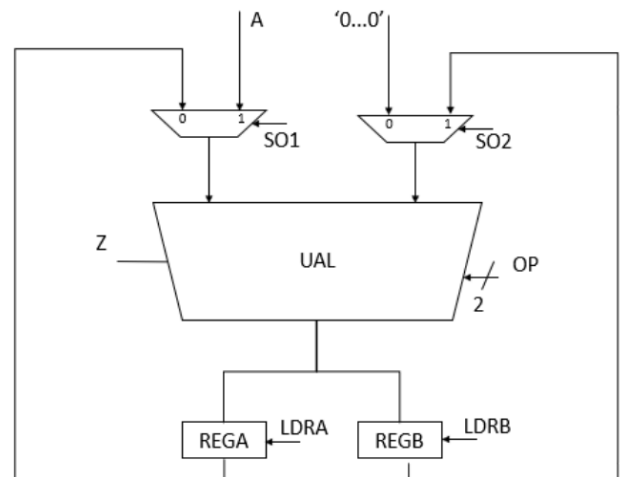 A
‘0...0’
0
1
SO1
0
1
SO2
Z
UAL
OP
2
REGA
LDRA
REGB
LDRB